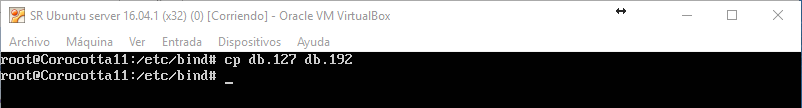 SR Ubuntu server 16.04.1 (x32) (0) [Corriendo] - Oracle VM VirtualBox
Archivo Máquina Ver Entrada Dispositivos Ayuda
root@Corocotta11:/etc/bind# cp db.127 db.192
root@Corocotta11:/etc/bind# _